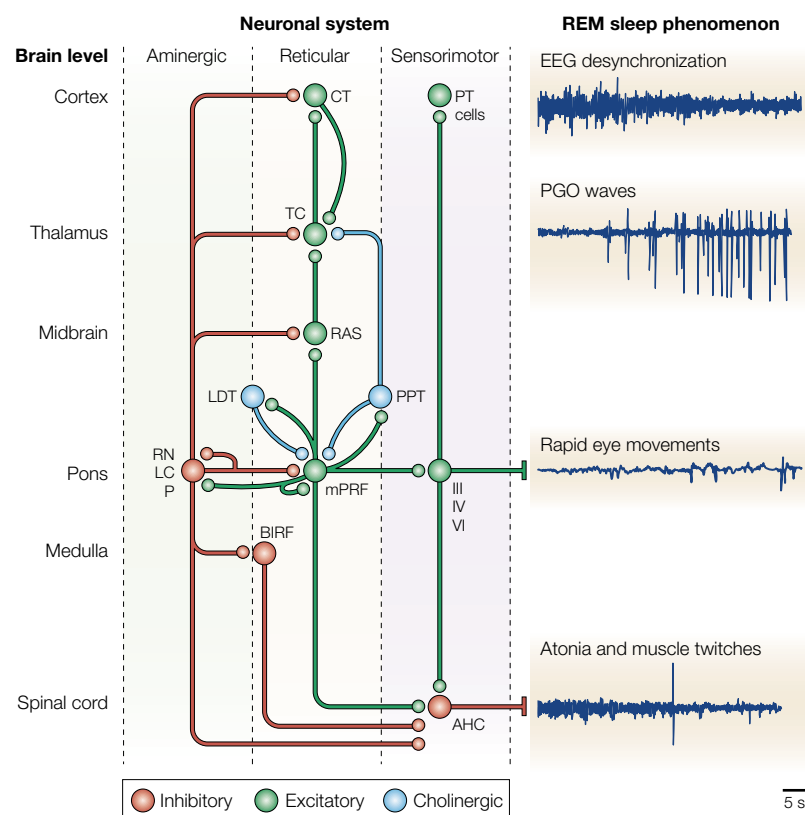 Neuronal system
REM sleep phenomenon
Brain level
Aminergic
Reticular
Sensorimotor
EEG desynchronization
Cortex
CT
PT
cells
PGO waves
TC
Thalamus
Midbrain
RAS
LDT
PPT
Rapid eye movements
RN
LC
P
Pons
mPRF
III
IV
VI
BIRF
Medulla
Atonia and muscle twitches
Spinal cord
AHC
Inhibitory
Excitatory
Cholinergic
5 s